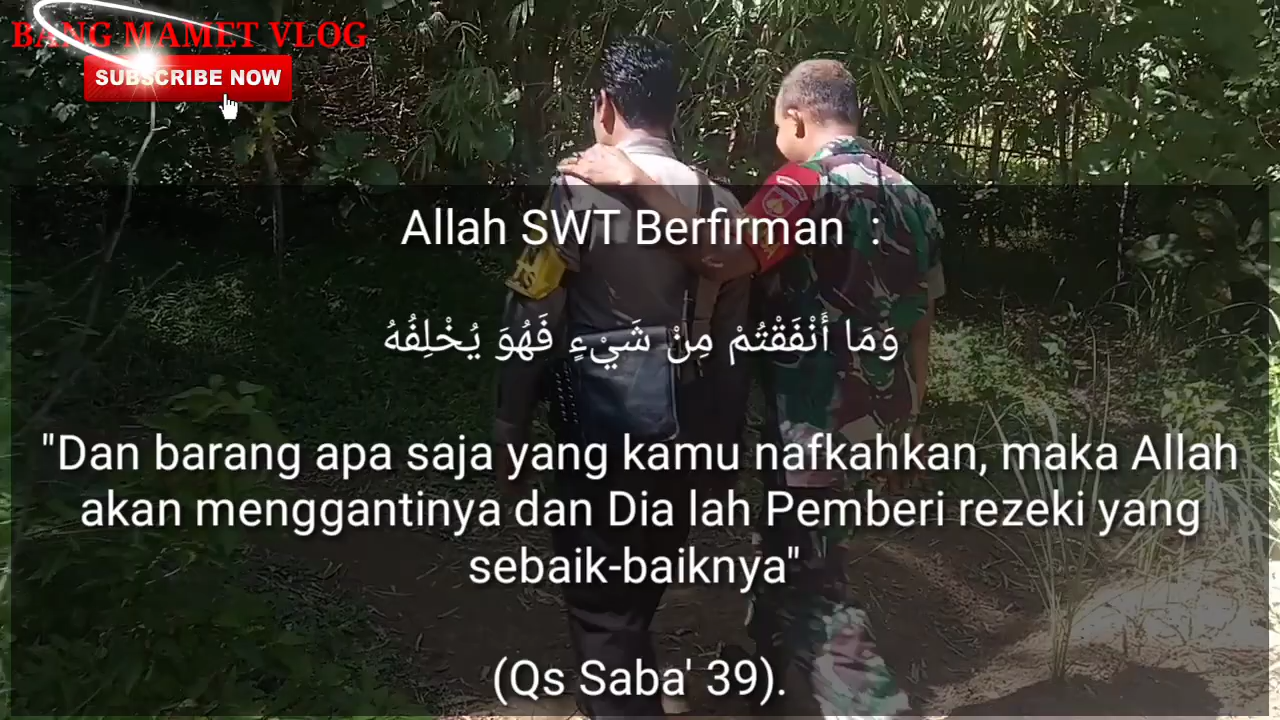 BANG MAMET VLOG
SUBSCRIBE NOW
Allah SWT Berfirman :
وَمَا أَنْفَقْتُمْ مِنْ شَيْءٍ فَهُوَ يُخْلِفُهُ
"Dan barang apa saja yang kamu nafkahkan, maka Allah
akan menggantinya dan Dia lah Pemberi rezeki yang
sebaik-baiknya"
(Qs Saba' 39).